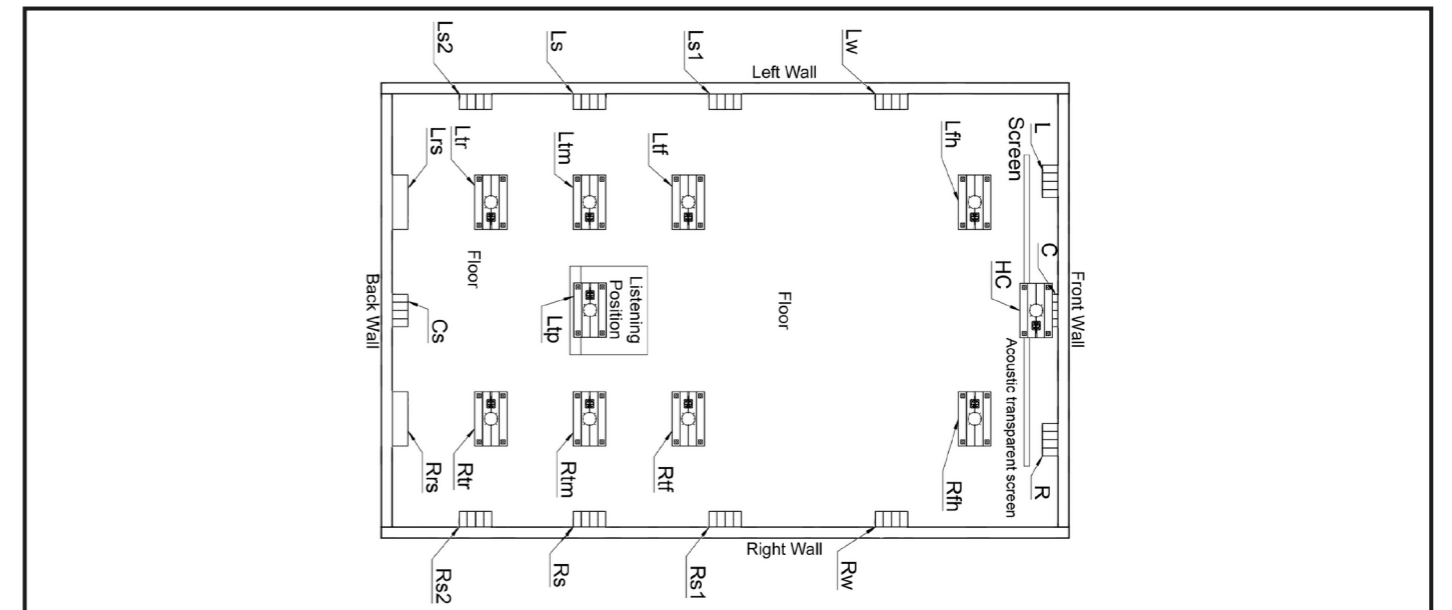 Ls2
Ls
Ls1
Lw
Left Wall
Lrs
Ltr
Ltm
Ltf
Lfh
Screen
L
Back Wall
Floor
Cs
Ltp
Listening
Position
Floor
HC
C
Front Wall
Acoustic transparent screen
Rrs
Rtr
Rtm
Rtf
Rfh
R
Right Wall
Rs2
Rs
Rs1
Rw